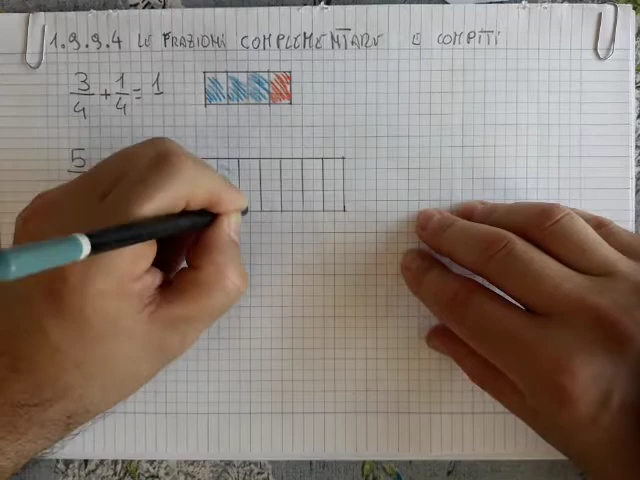 1.9.9.4 LE FRAZIONI COMPLEMENTARI E COMPITI
3/4 + 1/4 = 1
5